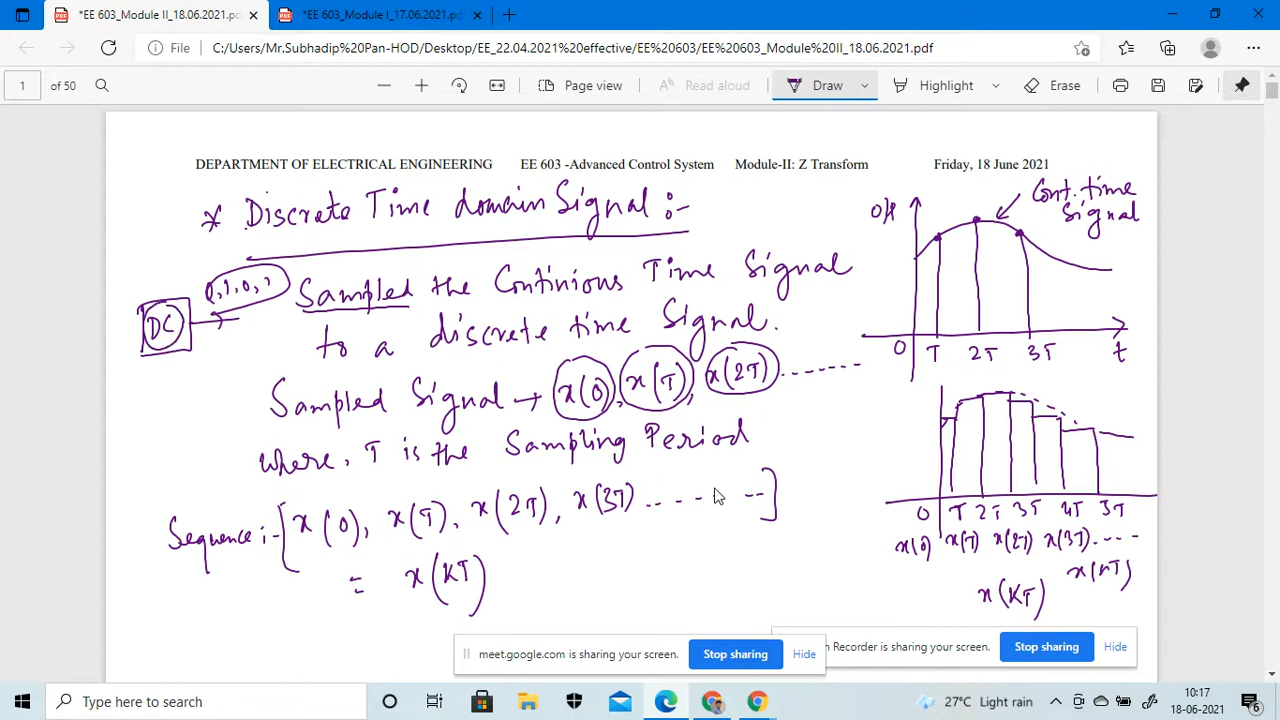 *EE 603_Module II_18.06.2021.pdf
*EE 603_Module I_17.06.2021.pdf
File
C:/Users/Mr.Subhadip%20Pan-HOD/Desktop/EE_22.04.2021%20effective/EE%20603/EE%20603_Module%20II_18.06.2021.pdf
1 of 50
Page view
Read aloud
Draw
Highlight
Erase
DEPARTMENT OF ELECTRICAL ENGINEERING EE 603 -Advanced Control System Module-II: Z Transform Friday, 18 June 2021
* Discrete Time domain Signal :-
DC
Sampled the Continious Time Signal
to a discrete time Signal.
Sampled Signal → x(0), x(T), x(2T), ........
where, T is the Sampling Period
Sequence :- [x(0), x(T), x(2T), x(3T) ..... --]
= x(KT)
Cont. time
Signal
0 T 2T 3T t
0 T 2T 3T 4T 3T
x(0) x(T) x(2T) x(3T).---
x(KT)
meet.google.com is sharing your screen.
Stop sharing
Hide
Recorder is sharing your screen.
Stop sharing
Hide
Type here to search
27°C Light rain
10:17
18-06-2021
6